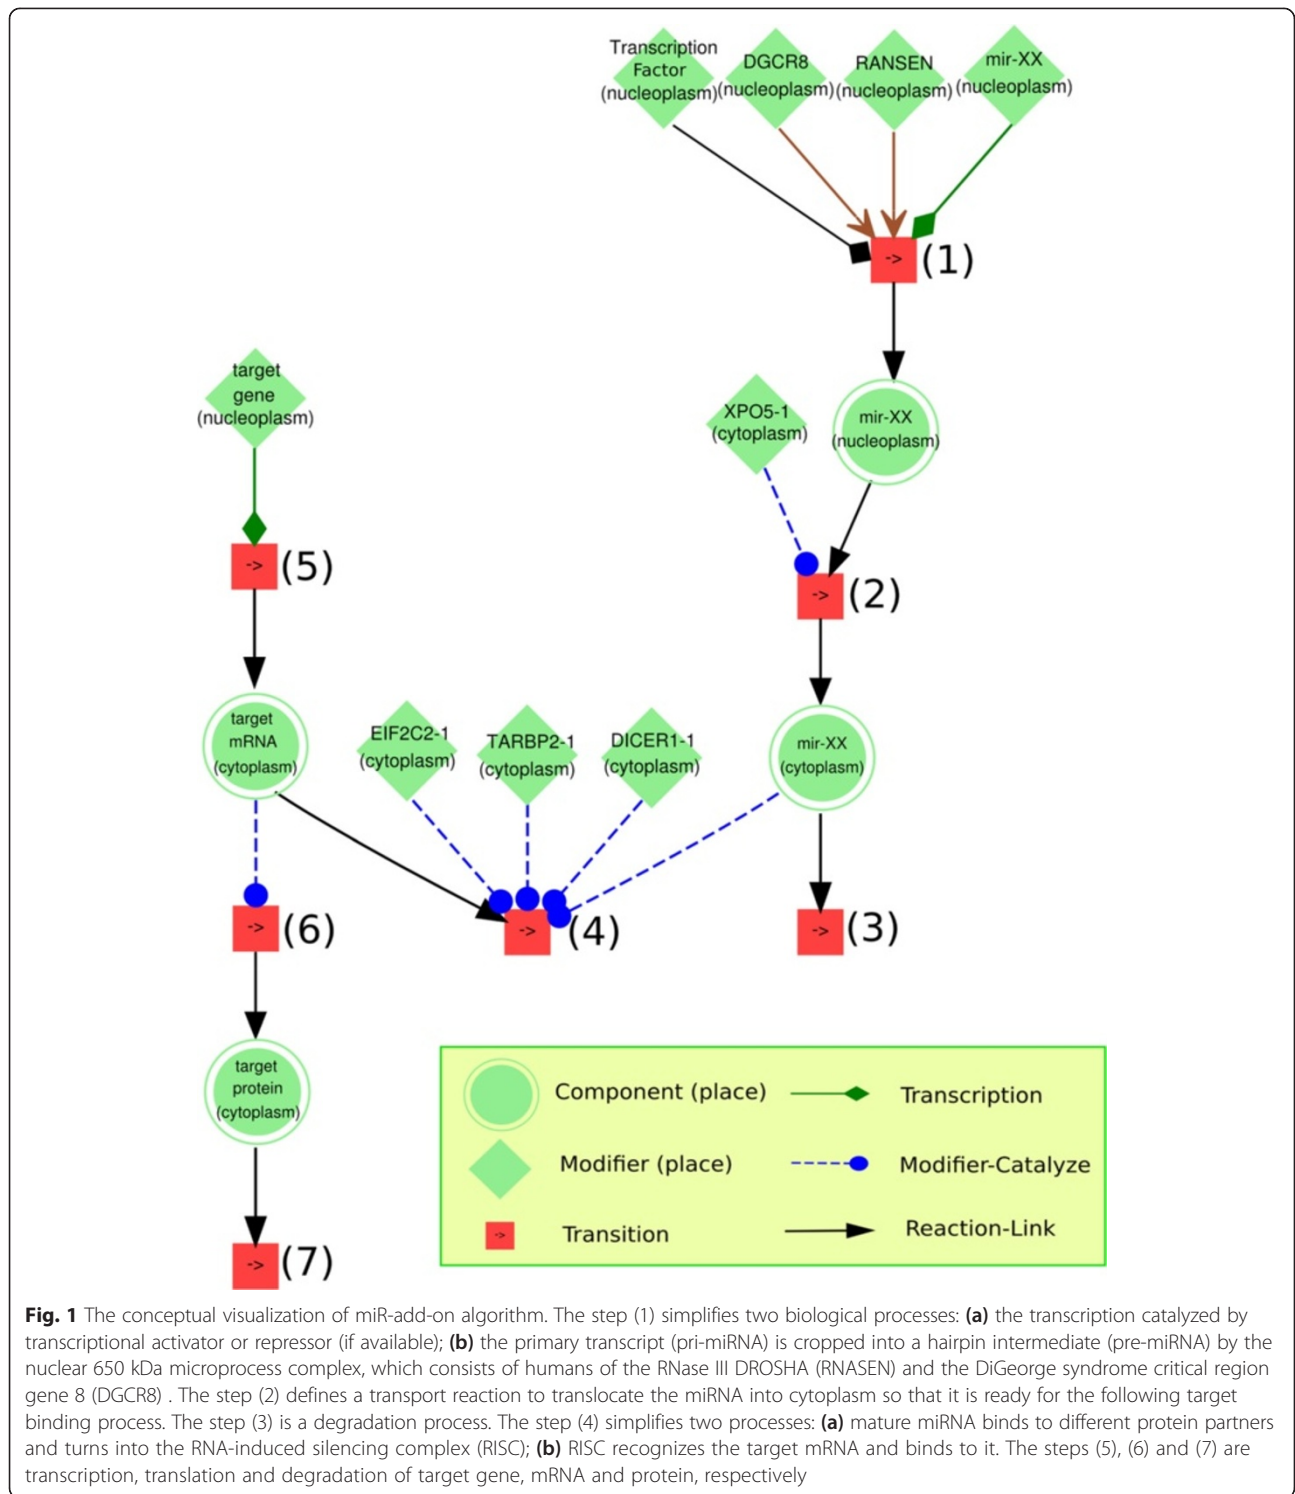 Transcription
Factor
(nucleoplasm)
DGCR8
(nucleoplasm)
RANSEN
(nucleoplasm)
mir-XX
(nucleoplasm)
->
(1)
target
gene
(nucleoplasm)
XPO5-1
(cytoplasm)
mir-XX
(nucleoplasm)
->
(5)
->
(2)
target
mRNA
(cytoplasm)
EIF2C2-1
(cytoplasm)
TARBP2-1
(cytoplasm)
DICER1-1
(cytoplasm)
mir-XX
(cytoplasm)
->
(6)
->
(4)
->
(3)
target
protein
(cytoplasm)
->
(7)
Component (place)
Transcription
Modifier (place)
Modifier-Catalyze
->
Transition
Reaction-Link
Fig. 1 The conceptual visualization of miR-add-on algorithm. The step (1) simplifies two biological processes: (a) the transcription catalyzed by
transcriptional activator or repressor (if available); (b) the primary transcript (pri-miRNA) is cropped into a hairpin intermediate (pre-miRNA) by the
nuclear 650 kDa microprocess complex, which consists of humans of the RNase III DROSHA (RNASEN) and the DiGeorge syndrome critical region
gene 8 (DGCR8) . The step (2) defines a transport reaction to translocate the miRNA into cytoplasm so that it is ready for the following target
binding process. The step (3) is a degradation process. The step (4) simplifies two processes: (a) mature miRNA binds to different protein partners
and turns into the RNA-induced silencing complex (RISC); (b) RISC recognizes the target mRNA and binds to it. The steps (5), (6) and (7) are
transcription, translation and degradation of target gene, mRNA and protein, respectively